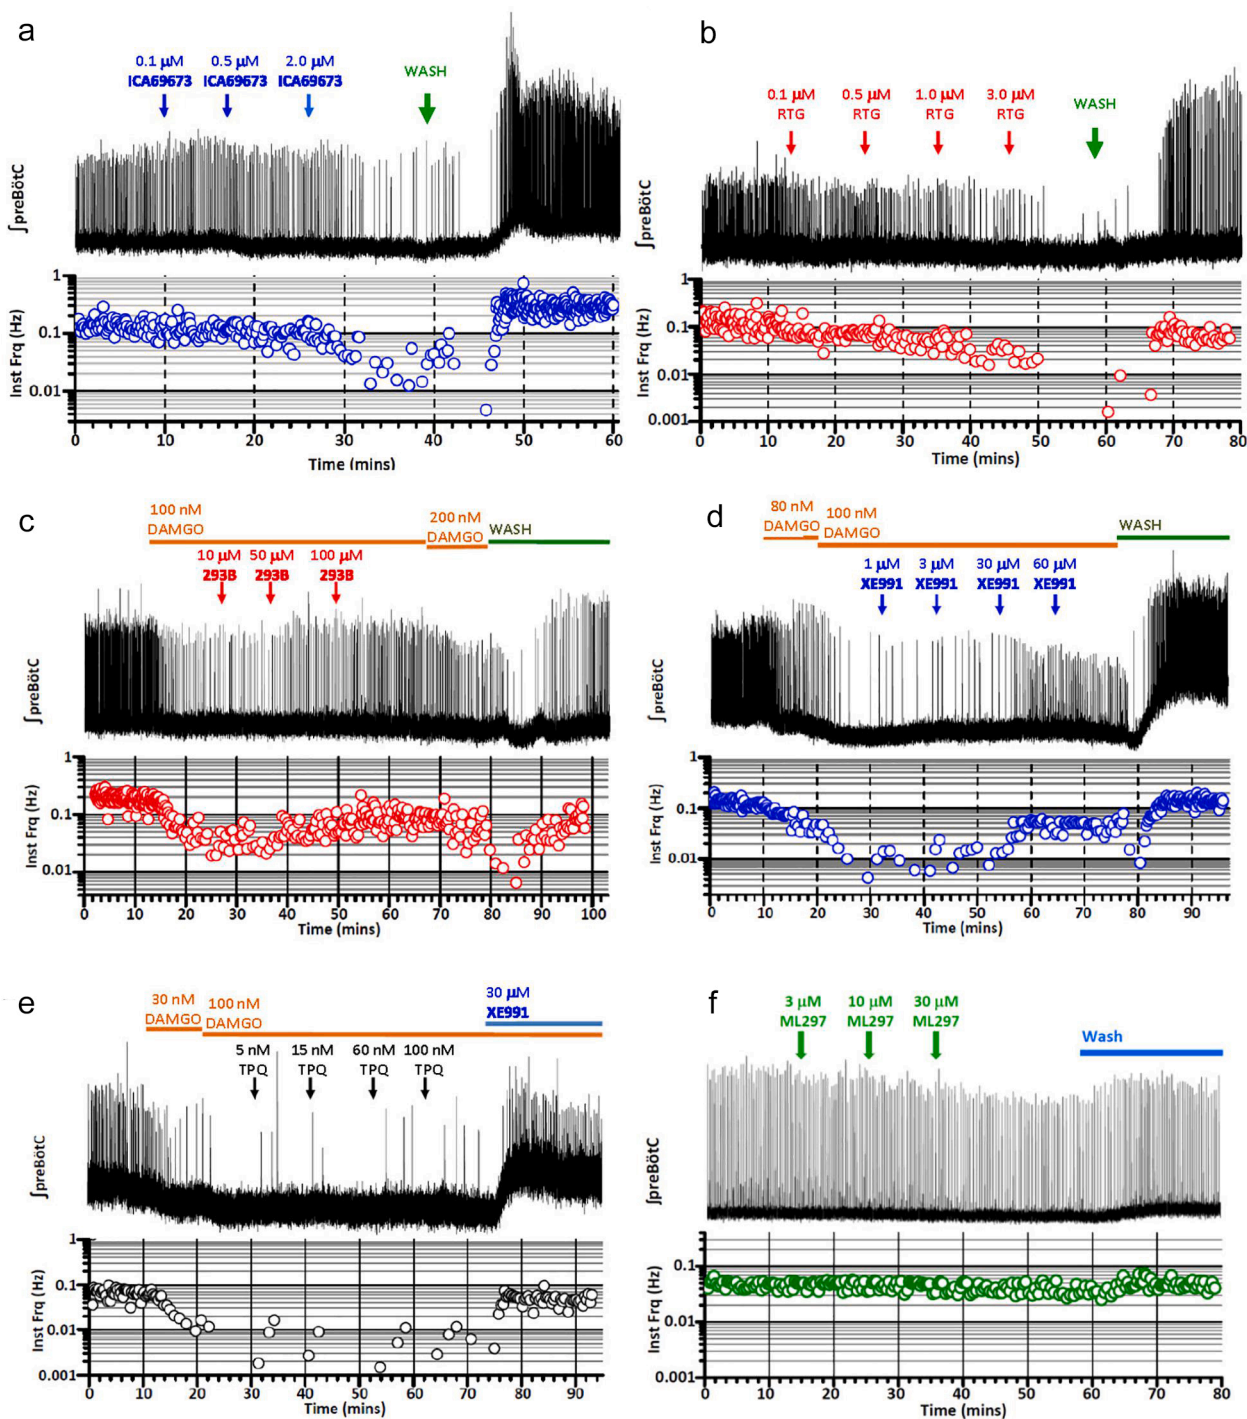 a
0.1 µM
ICA69673
0.5 µM
ICA69673
2.0 µM
ICA69673
WASH
∫preBötC
1
0.1
0.01
Inst Frq (Hz)
0 10 20 30 40 50 60
Time (mins)
b
0.1 µM
RTG
0.5 µM
RTG
1.0 µM
RTG
3.0 µM
RTG
WASH
∫preBötC
1
0.1
0.01
0.001
Inst Frq (Hz)
0 10 20 30 40 50 60 70 80
Time (mins)
c
100 nM
DAMGO
200 nM
DAMGO
WASH
10 µM
293B
50 µM
293B
100 µM
293B
∫preBötC
1
0.1
0.01
Inst Frq (Hz)
0 10 20 30 40 50 60 70 80 90 100
Time (mins)
d
80 nM
DAMGO
100 nM
DAMGO
WASH
1 µM
XE991
3 µM
XE991
30 µM
XE991
60 µM
XE991
∫preBötC
1
0.1
0.01
Inst Frq (Hz)
0 10 20 30 40 50 60 70 80 90
Time (mins)
e
30 nM
DAMGO
100 nM
DAMGO
30 µM
XE991
5 nM
TPQ
15 nM
TPQ
60 nM
TPQ
100 nM
TPQ
∫preBötC
1
0.1
0.01
0.001
Inst Frq (Hz)
0 10 20 30 40 50 60 70 80 90
Time (mins)
f
3 µM
ML297
10 µM
ML297
30 µM
ML297
Wash
∫preBötC
0.1
0.01
0.001
Inst Frq (Hz)
0 10 20 30 40 50 60 70 80
Time (mins)